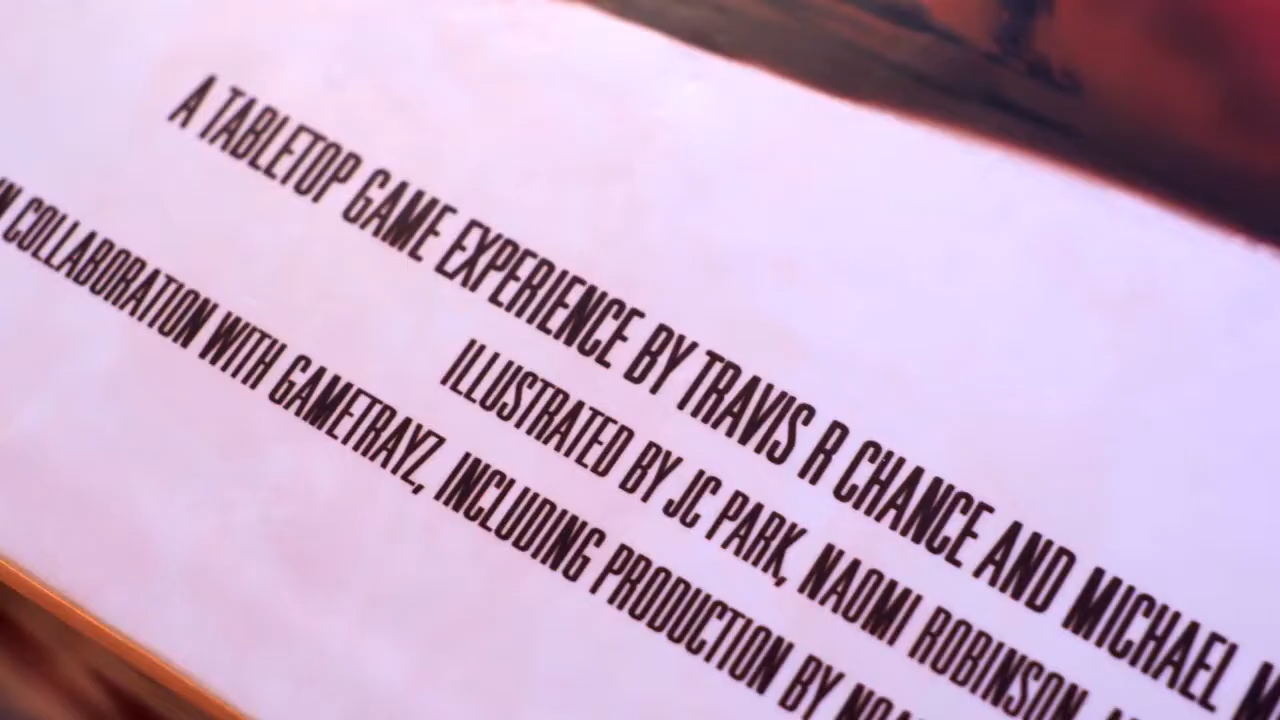 A TABLETOP GAME EXPERIENCE BY TRAVIS R CHANCE AND MICHAEL
ILLUSTRATED BY JC PARK, NAOMI ROBINSON,
IN COLLABORATION WITH GAMETRAYZ, INCLUDING PRODUCTION BY